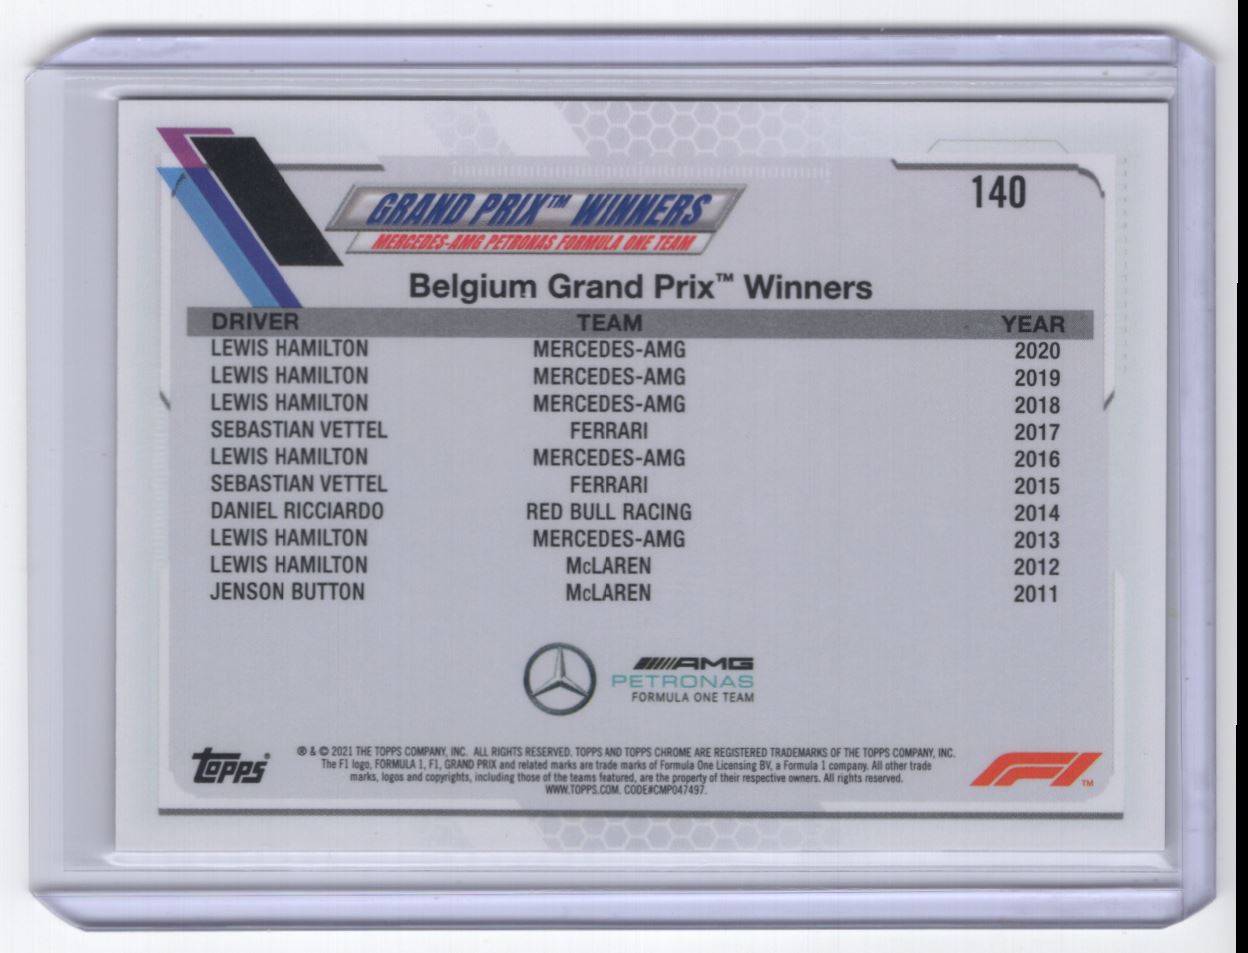 140
GRAND PRIX™ WINNERS
MERCEDES-AMG PETRONAS FORMULA ONE TEAM
Belgium Grand Prix™ Winners
DRIVER TEAM YEAR
LEWIS HAMILTON MERCEDES-AMG 2020
LEWIS HAMILTON MERCEDES-AMG 2019
LEWIS HAMILTON MERCEDES-AMG 2018
SEBASTIAN VETTEL FERRARI 2017
LEWIS HAMILTON MERCEDES-AMG 2016
SEBASTIAN VETTEL FERRARI 2015
DANIEL RICCIARDO RED BULL RACING 2014
LEWIS HAMILTON MERCEDES-AMG 2013
LEWIS HAMILTON McLAREN 2012
JENSON BUTTON McLAREN 2011
AMG
PETRONAS
FORMULA ONE TEAM
Topps®
® & © 2021 THE TOPPS COMPANY, INC. ALL RIGHTS RESERVED. TOPPS AND TOPPS CHROME ARE REGISTERED TRADEMARKS OF THE TOPPS COMPANY, INC.
The F1 logo, FORMULA 1, F1, GRAND PRIX and related marks are trade marks of Formula One Licensing BV, a Formula 1 company. All other trade
marks, logos and copyrights, including those of the teams featured, are the property of their respective owners. All rights reserved.
WWW.TOPPS.COM. CODE#CMP047497.
F1™